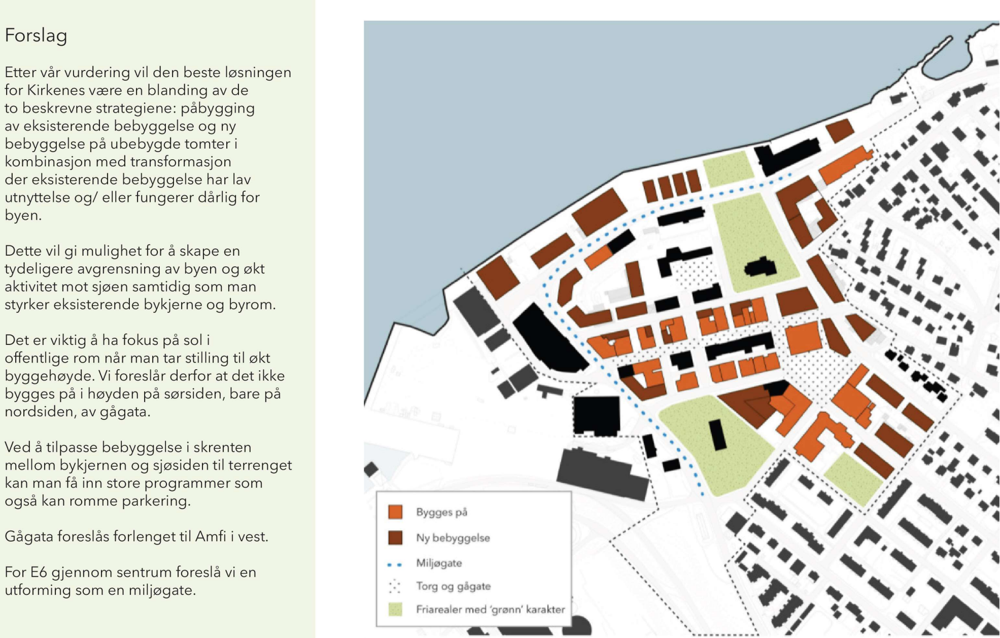 Forslag
Etter vår vurdering vil den beste løsningen
for Kirkenes være en blanding av de
to beskrevne strategiene: påbygging
av eksisterende bebyggelse og ny
bebyggelse på ubebygde tomter i
kombinasjon med transformasjon
der eksisterende bebyggelse har lav
utnyttelse og/ eller fungerer dårlig for
byen.
Dette vil gi mulighet for å skape en
tydeligere avgrensning av byen og økt
aktivitet mot sjøen samtidig som man
styrker eksisterende bykjerne og byrom.
Det er viktig å ha fokus på sol i
offentlige rom når man tar stilling til økt
byggehøyde. Vi foreslår derfor at det ikke
bygges på i høyden på sørsiden, bare på
nordsiden, av gågata.
Ved å tilpasse bebyggelse i skrenten
mellom bykjernen og sjøsiden til terrenget
kan man få inn store programmer som
også kan romme parkering.
Gågata foreslås forlenget til Amfi i vest.
For E6 gjennom sentrum foreslå vi en
utforming som en miljøgate.
Bygges på
Ny bebyggelse
Miljøgate
Torg og gågate
Friarealer med 'grønn' karakter